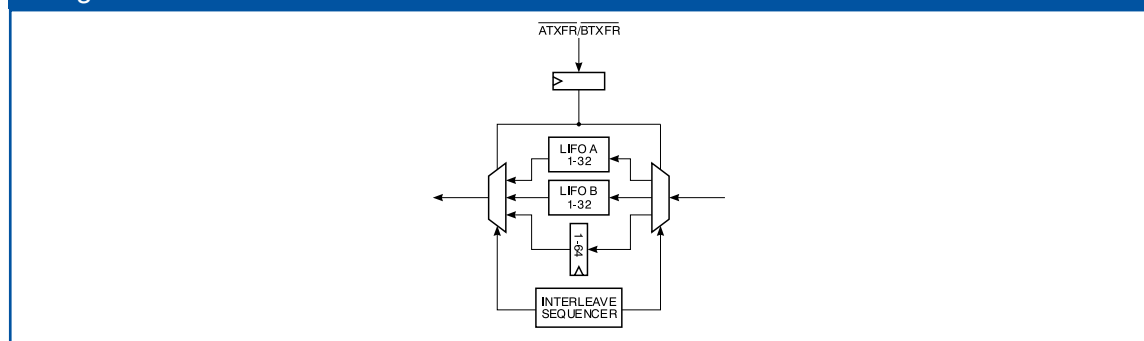 ATXFR/BTXFR
LIFO A
1-32
LIFO B
1-32
1-64
INTERLEAVE
SEQUENCER